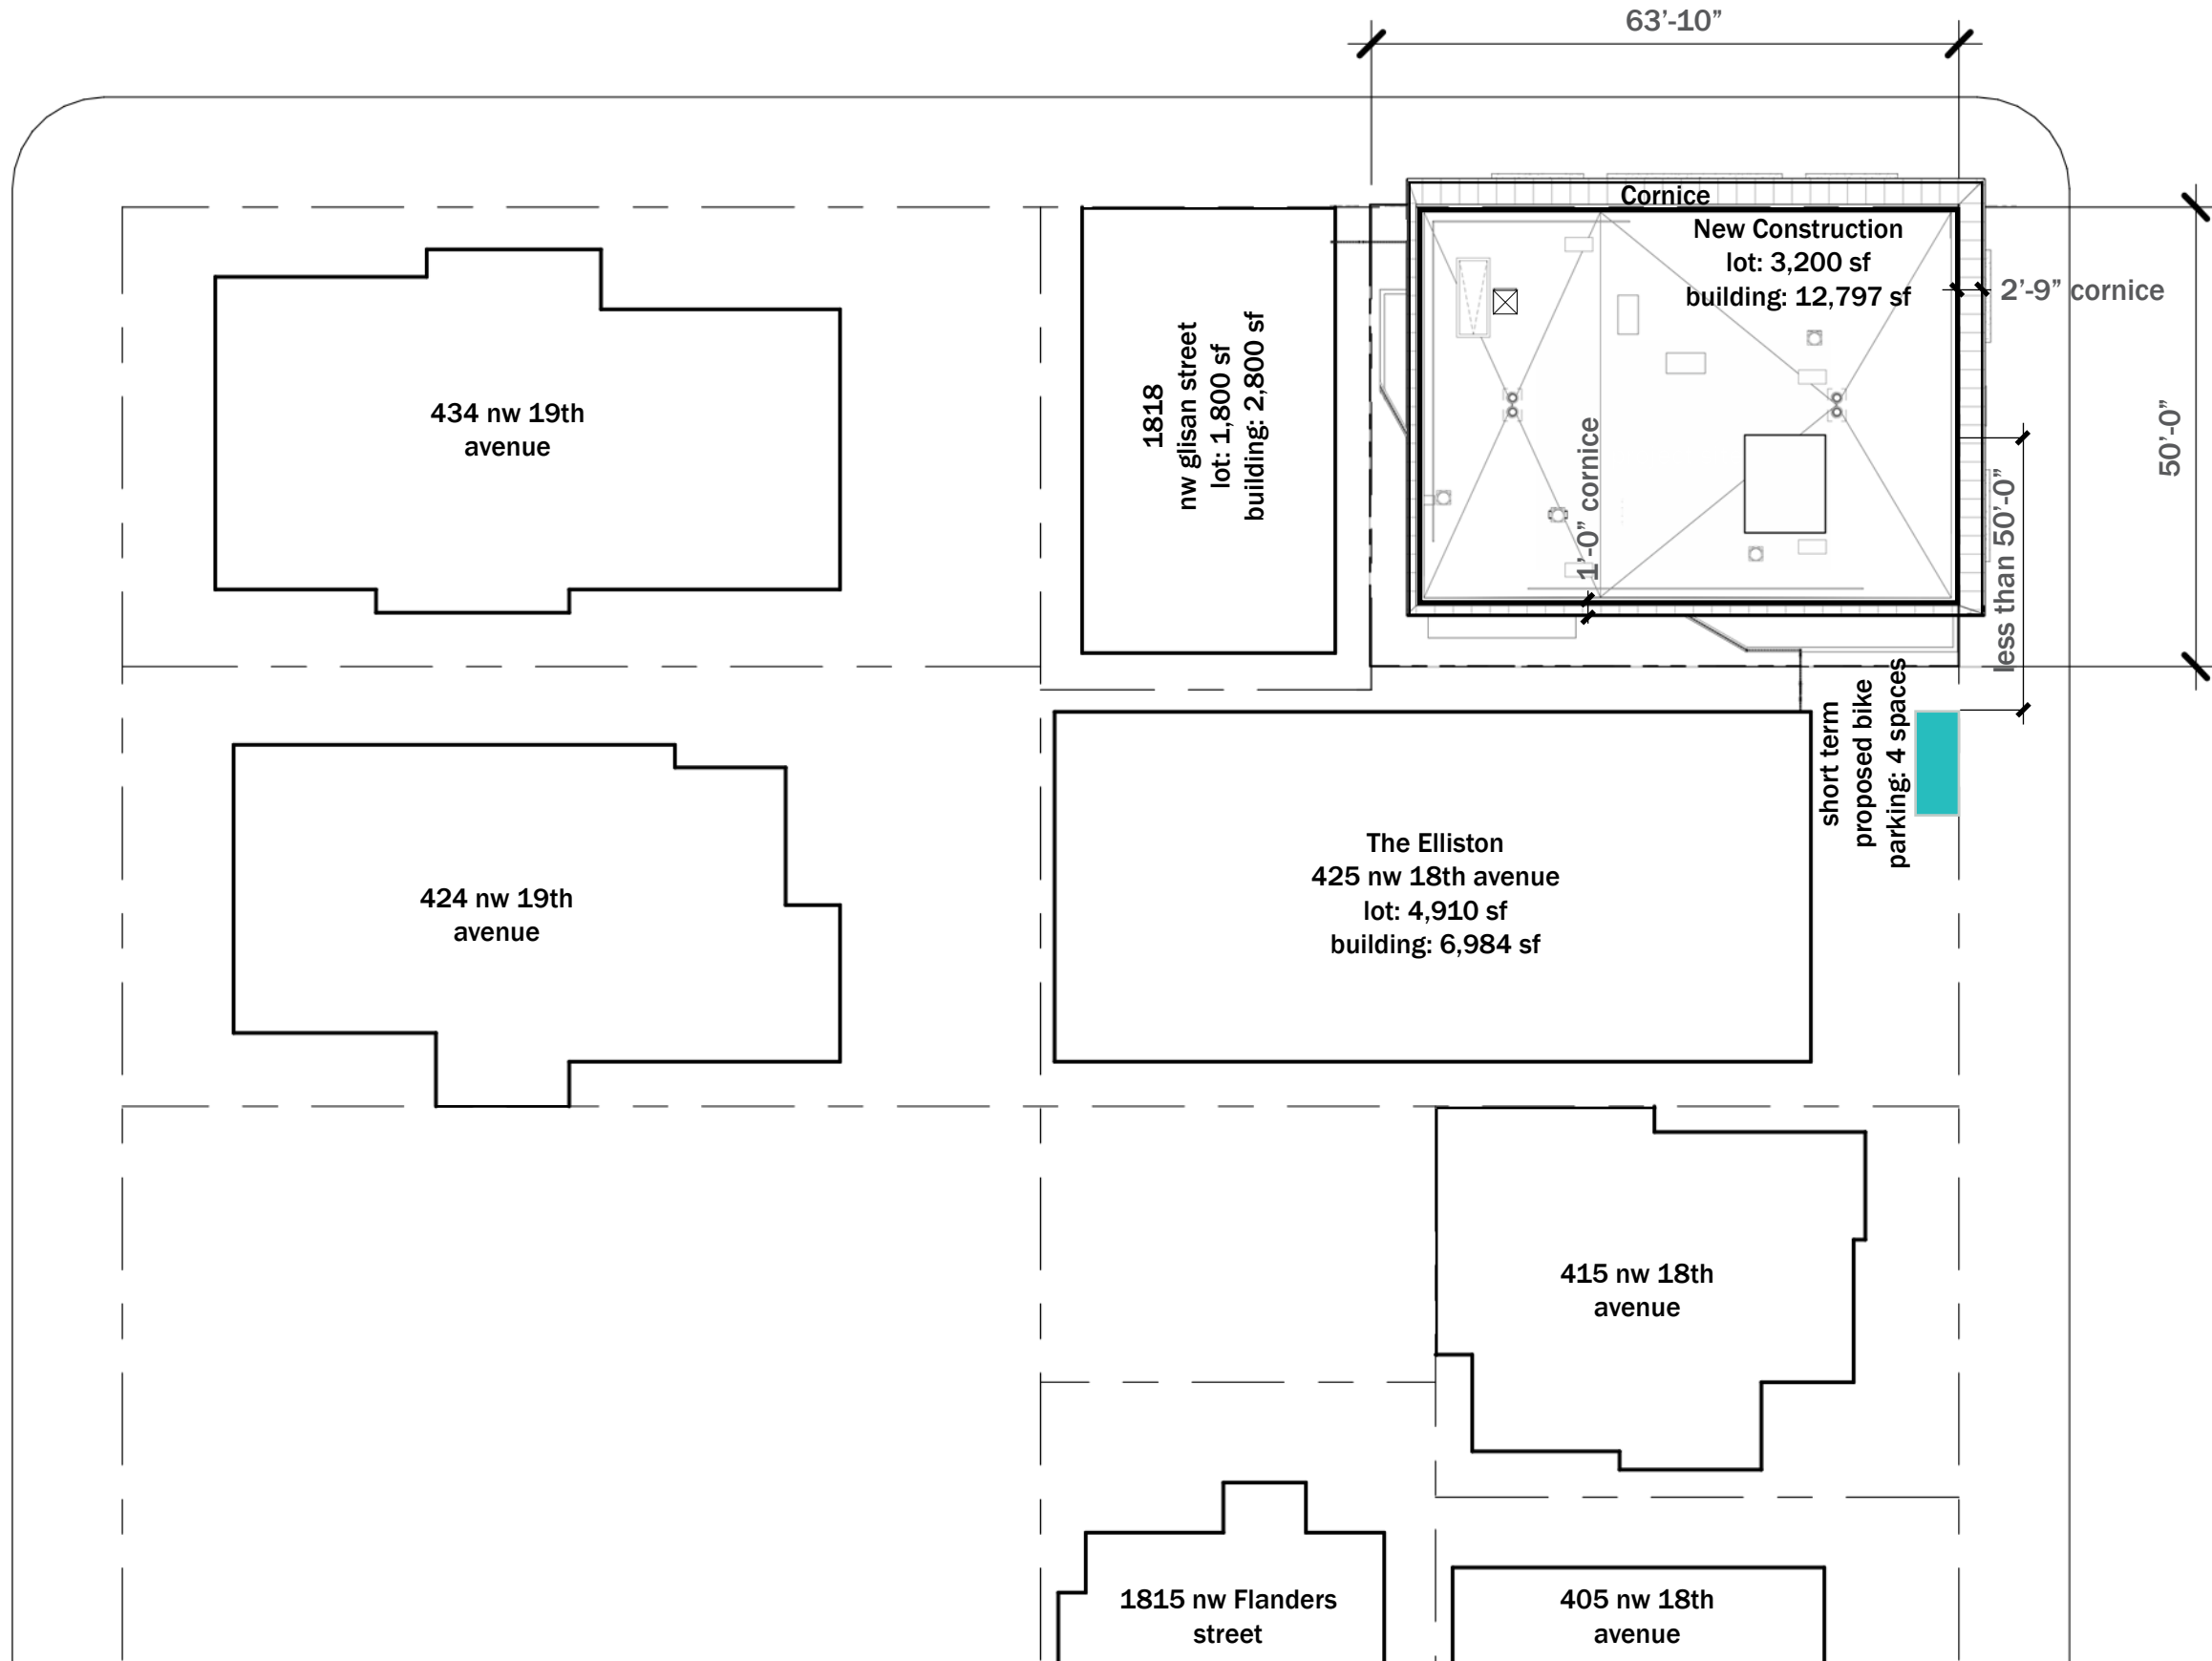 63’-10”
Cornice
New Construction
lot: 3,200 sf
building: 12,797 sf
2’-9” cornice
50’-0”
1’-0” cornice
less than 50’-0”
1818
nw glisan street
lot: 1,800 sf
building: 2,800 sf
434 nw 19th
avenue
short term
proposed bike
parking: 4 spaces
The Elliston
425 nw 18th avenue
lot: 4,910 sf
building: 6,984 sf
424 nw 19th
avenue
415 nw 18th
avenue
1815 nw Flanders
street
405 nw 18th
avenue